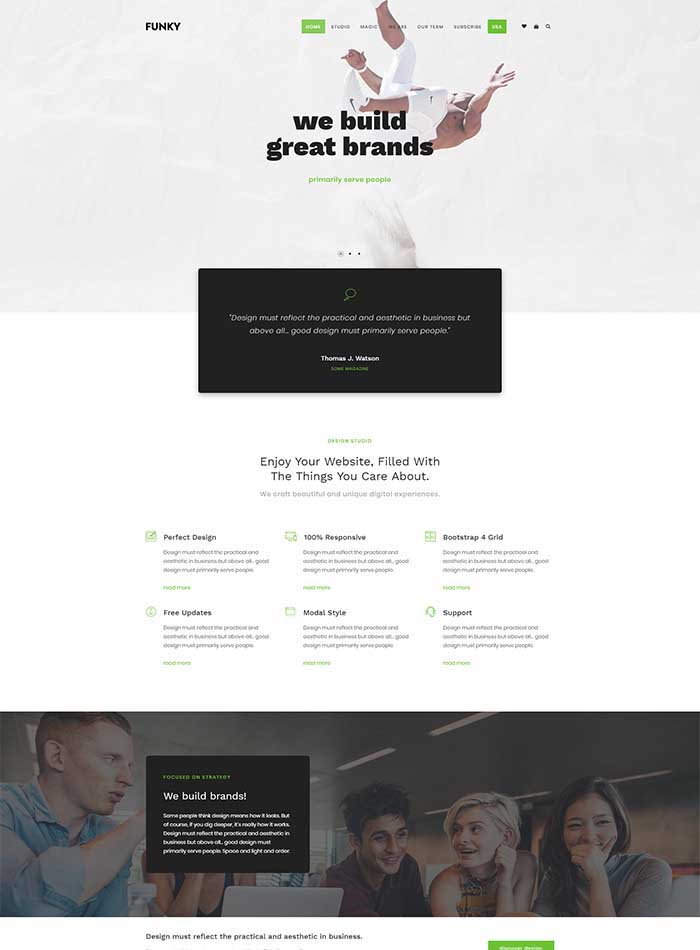 FUNKY
HOME STUDIO MAGIC WE ARE OUR TEAM SUBSCRIBE USA
we build
great brands
primarily serve people
"Design must reflect the practical and aesthetic in business but
above all... good design must primarily serve people."
Thomas J. Watson
SOME MAGAZINE
DESIGN STUDIO
Enjoy Your Website, Filled With
The Things You Care About.
We craft beautiful and unique digital experiences.
Perfect Design
Design must reflect the practical and
aesthetic in business but above all... good
design must primarily serve people.
read more
100% Responsive
Design must reflect the practical and
aesthetic in business but above all... good
design must primarily serve people.
read more
Bootstrap 4 Grid
Design must reflect the practical and
aesthetic in business but above all... good
design must primarily serve people.
read more
Free Updates
Design must reflect the practical and
aesthetic in business but above all... good
design must primarily serve people.
read more
Modal Style
Design must reflect the practical and
aesthetic in business but above all... good
design must primarily serve people.
read more
Support
Design must reflect the practical and
aesthetic in business but above all... good
design must primarily serve people.
read more
FOCUSED ON STRATEGY
We build brands!
Some people think design means how it looks. But
of course, if you dig deeper, it's really how it works.
Design must reflect the practical and aesthetic in
business but above all... good design must
primarily serve people. Space and light and order.
Design must reflect the practical and aesthetic in business.
discover design